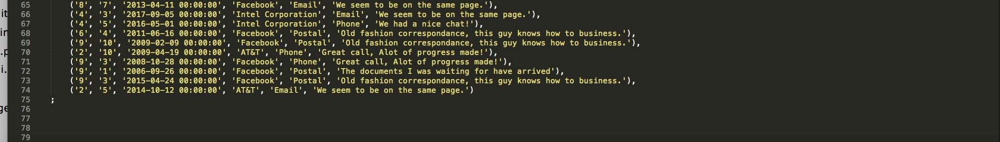 65 ('8', '7', '2013-04-11 00:00:00', 'Facebook', 'Email', 'We seem to be on the same page.'),
66 ('4', '3', '2017-09-05 00:00:00', 'Intel Corporation', 'Email', 'We seem to be on the same page.'),
67 ('4', '5', '2016-05-01 00:00:00', 'Intel Corporation', 'Phone', 'We had a nice chat!'),
68 ('6', '4', '2011-06-16 00:00:00', 'Facebook', 'Postal', 'Old fashion correspondance, this guy knows how to business.'),
69 ('9', '10', '2009-02-09 00:00:00', 'Facebook', 'Postal', 'Old fashion correspondance, this guy knows how to business.'),
70 ('2', '10', '2009-04-19 00:00:00', 'AT&T', 'Phone', 'Great call, Alot of progress made!'),
71 ('9', '3', '2008-10-28 00:00:00', 'Facebook', 'Phone', 'Great call, Alot of progress made!'),
72 ('9', '1', '2006-09-26 00:00:00', 'Facebook', 'Postal', 'The documents I was waiting for have arrived'),
73 ('9', '3', '2015-04-24 00:00:00', 'Facebook', 'Postal', 'Old fashion correspondance, this guy knows how to business.'),
74 ('2', '5', '2014-10-12 00:00:00', 'AT&T', 'Email', 'We seem to be on the same page.')
75 ;
76
77
78
79